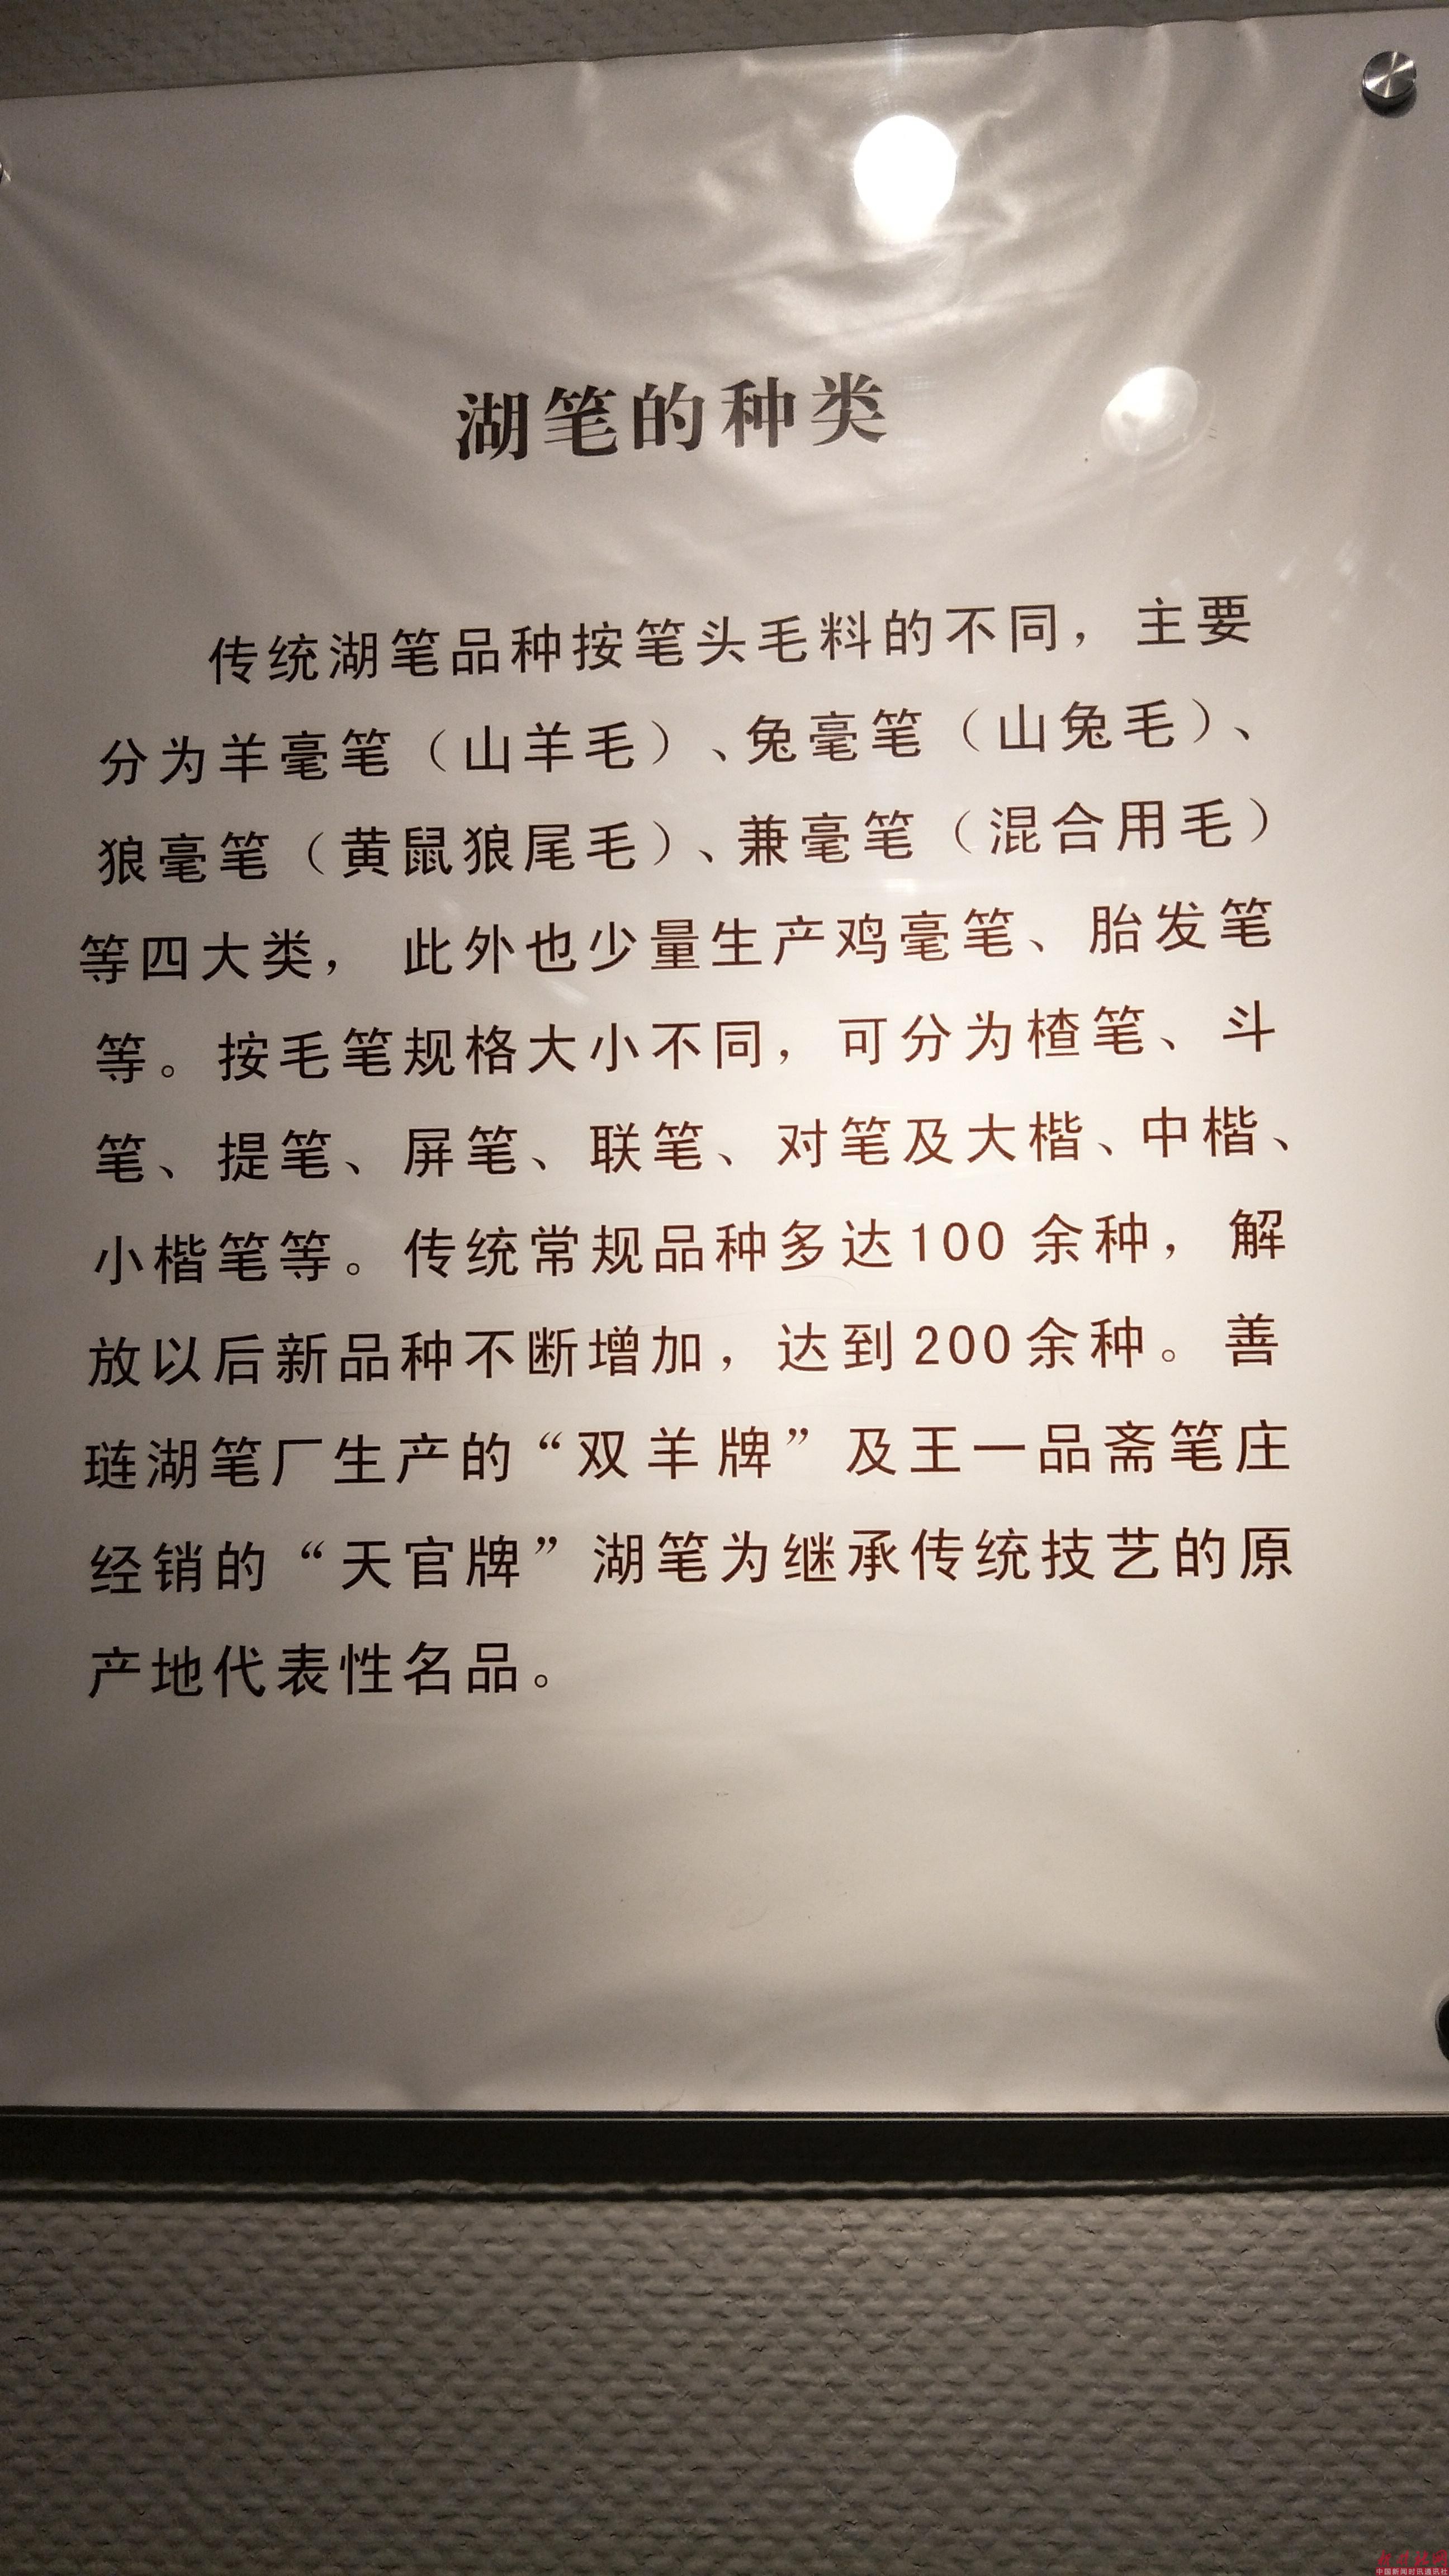 湖笔的种类
传统湖笔品种按笔头毛料的不同，主要
分为羊毫笔（山羊毛）、兔毫笔（山兔毛）、
狼毫笔（黄鼠狼尾毛）、兼毫笔（混合用毛）
等四大类， 此外也少量生产鸡毫笔、胎发笔
等。按毛笔规格大小不同，可分为楂笔、斗
笔、提笔、屏笔、联笔、对笔及大楷、中楷、
小楷笔等。传统常规品种多达100余种，解
放以后新品种不断增加，达到200余种。善
琏湖笔厂生产的“双羊牌”及王一品斋笔庄
经销的“天官牌”湖笔为继承传统技艺的原
产地代表性名品。
中国新闻时讯通讯社